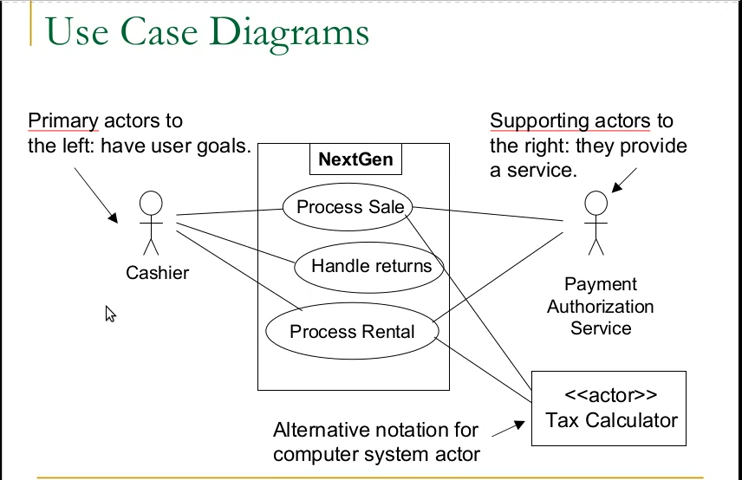 Use Case Diagrams
Primary actors to
the left: have user goals.
Supporting actors to
the right: they provide
a service.
NextGen
Process Sale
Handle returns
Process Rental
Cashier
Payment
Authorization
Service
<<actor>>
Tax Calculator
Alternative notation for
computer system actor